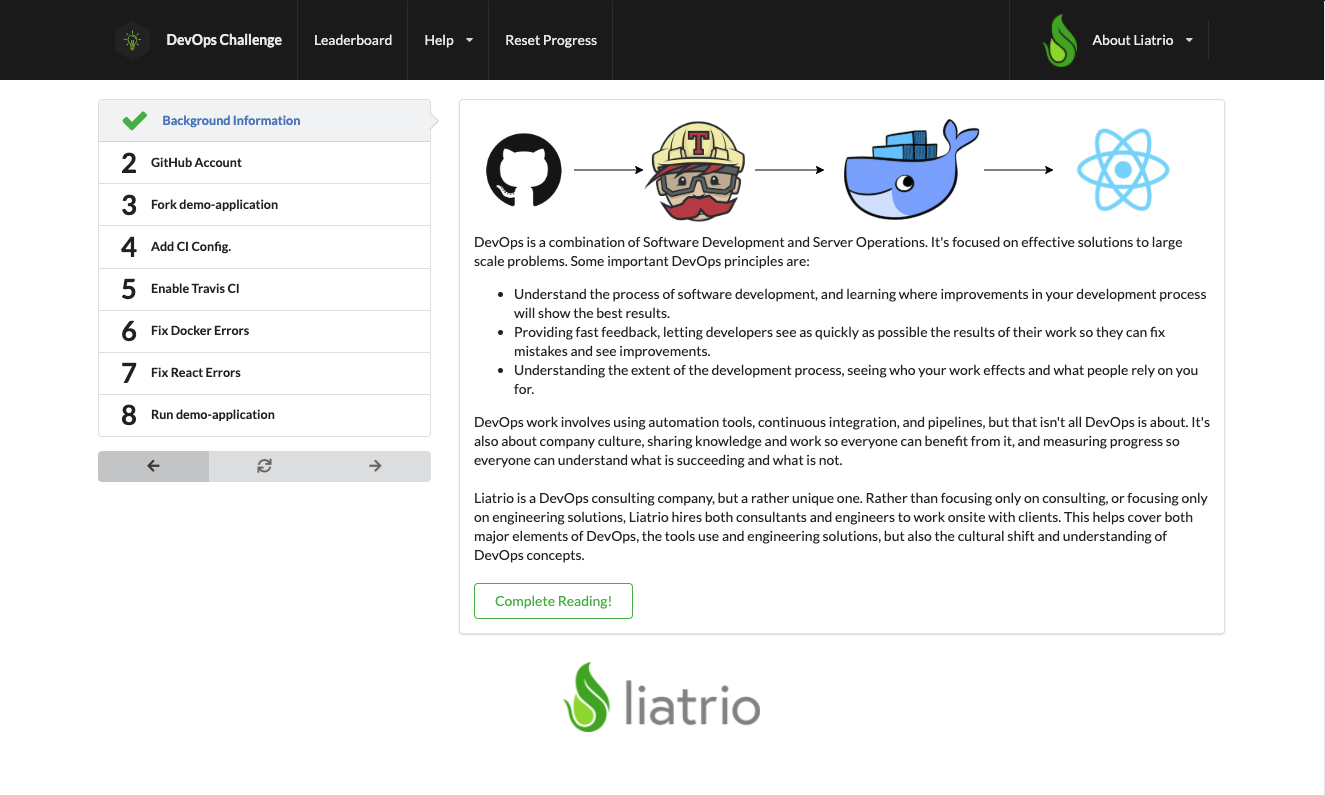 DevOps Challenge
Leaderboard
Help
Reset Progress
About Liatrio
Background Information
2 GitHub Account
3 Fork demo-application
4 Add CI Config.
5 Enable Travis CI
6 Fix Docker Errors
7 Fix React Errors
8 Run demo-application
T
DevOps is a combination of Software Development and Server Operations. It's focused on effective solutions to large
scale problems. Some important DevOps principles are:
• Understand the process of software development, and learning where improvements in your development process
will show the best results.
• Providing fast feedback, letting developers see as quickly as possible the results of their work so they can fix
mistakes and see improvements.
• Understanding the extent of the development process, seeing who your work effects and what people rely on you
for.
DevOps work involves using automation tools, continuous integration, and pipelines, but that isn't all DevOps is about. It's
also about company culture, sharing knowledge and work so everyone can benefit from it, and measuring progress so
everyone can understand what is succeeding and what is not.
Liatrio is a DevOps consulting company, but a rather unique one. Rather than focusing only on consulting, or focusing only
on engineering solutions, Liatrio hires both consultants and engineers to work onsite with clients. This helps cover both
major elements of DevOps, the tools use and engineering solutions, but also the cultural shift and understanding of
DevOps concepts.
Complete Reading!
liatrio